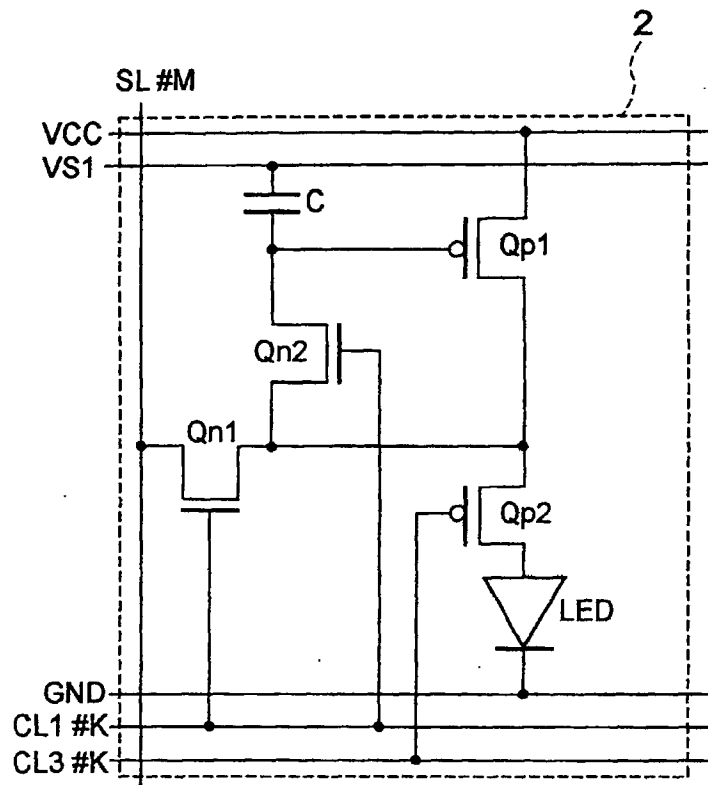 2
SL #M
VCC
VS1
C
Qp1
Qn2
Qn1
Qp2
LED
GND
CL1 #K
CL3 #K